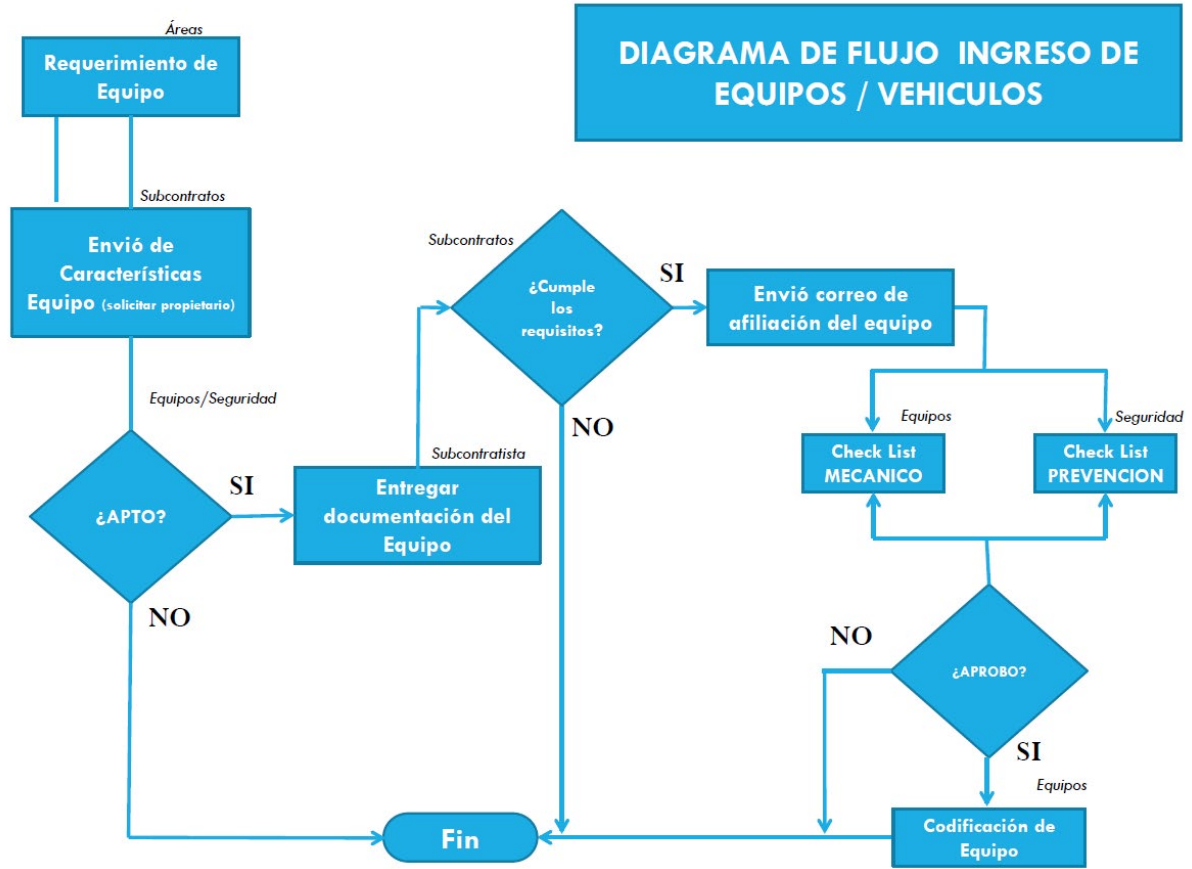 DIAGRAMA DE FLUJO INGRESO DE
EQUIPOS / VEHICULOS
Áreas
Requerimiento de
Equipo
Subcontratos
Envió de
Características
Equipo (solicitar propietario)
Equipos/Seguridad
¿APTO?
SI
NO
Subcontratista
Entregar
documentación del
Equipo
Subcontratos
¿Cumple
los
requisitos?
SI
NO
Envió correo de
afiliación del equipo
Equipos
Check List
MECANICO
Seguridad
Check List
PREVENCION
¿APROBO?
NO
SI
Equipos
Codificación de
Equipo
Fin